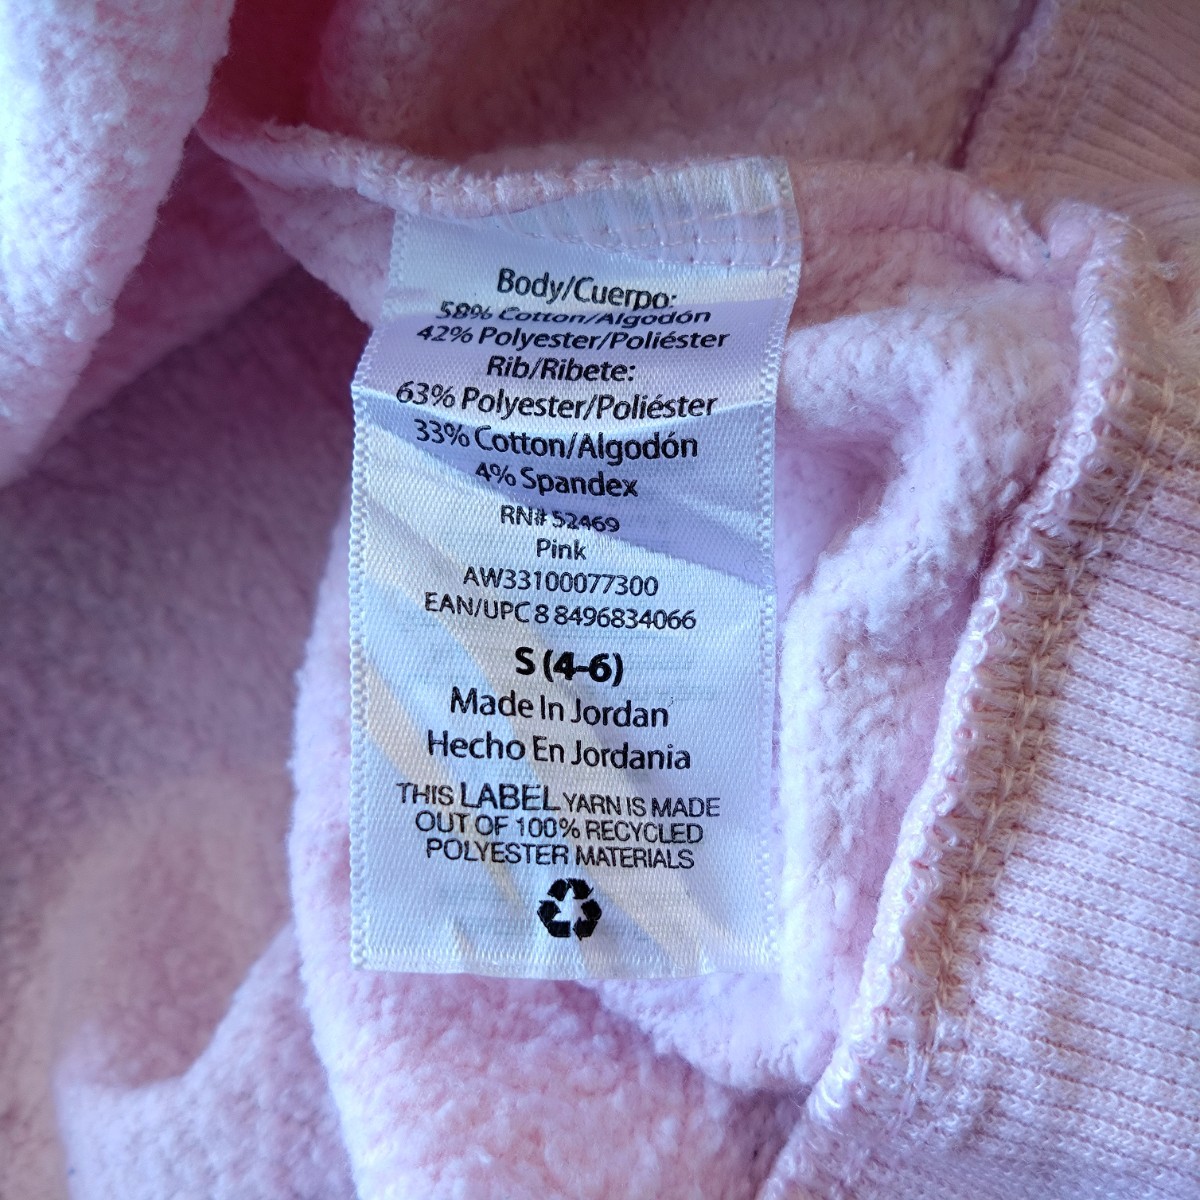 Body/Cuerpo:
58% Cotton/Algodón
42% Polyester/Poliéster
Rib/Ribete:
63% Polyester/Poliéster
33% Cotton/Algodón
4% Spandex
RN# 52469
Pink
AW33100077300
EAN/UPC 8 8496834066
S (4-6)
Made In Jordan
Hecho En Jordania
THIS LABEL YARN IS MADE
OUT OF 100% RECYCLED
POLYESTER MATERIALS